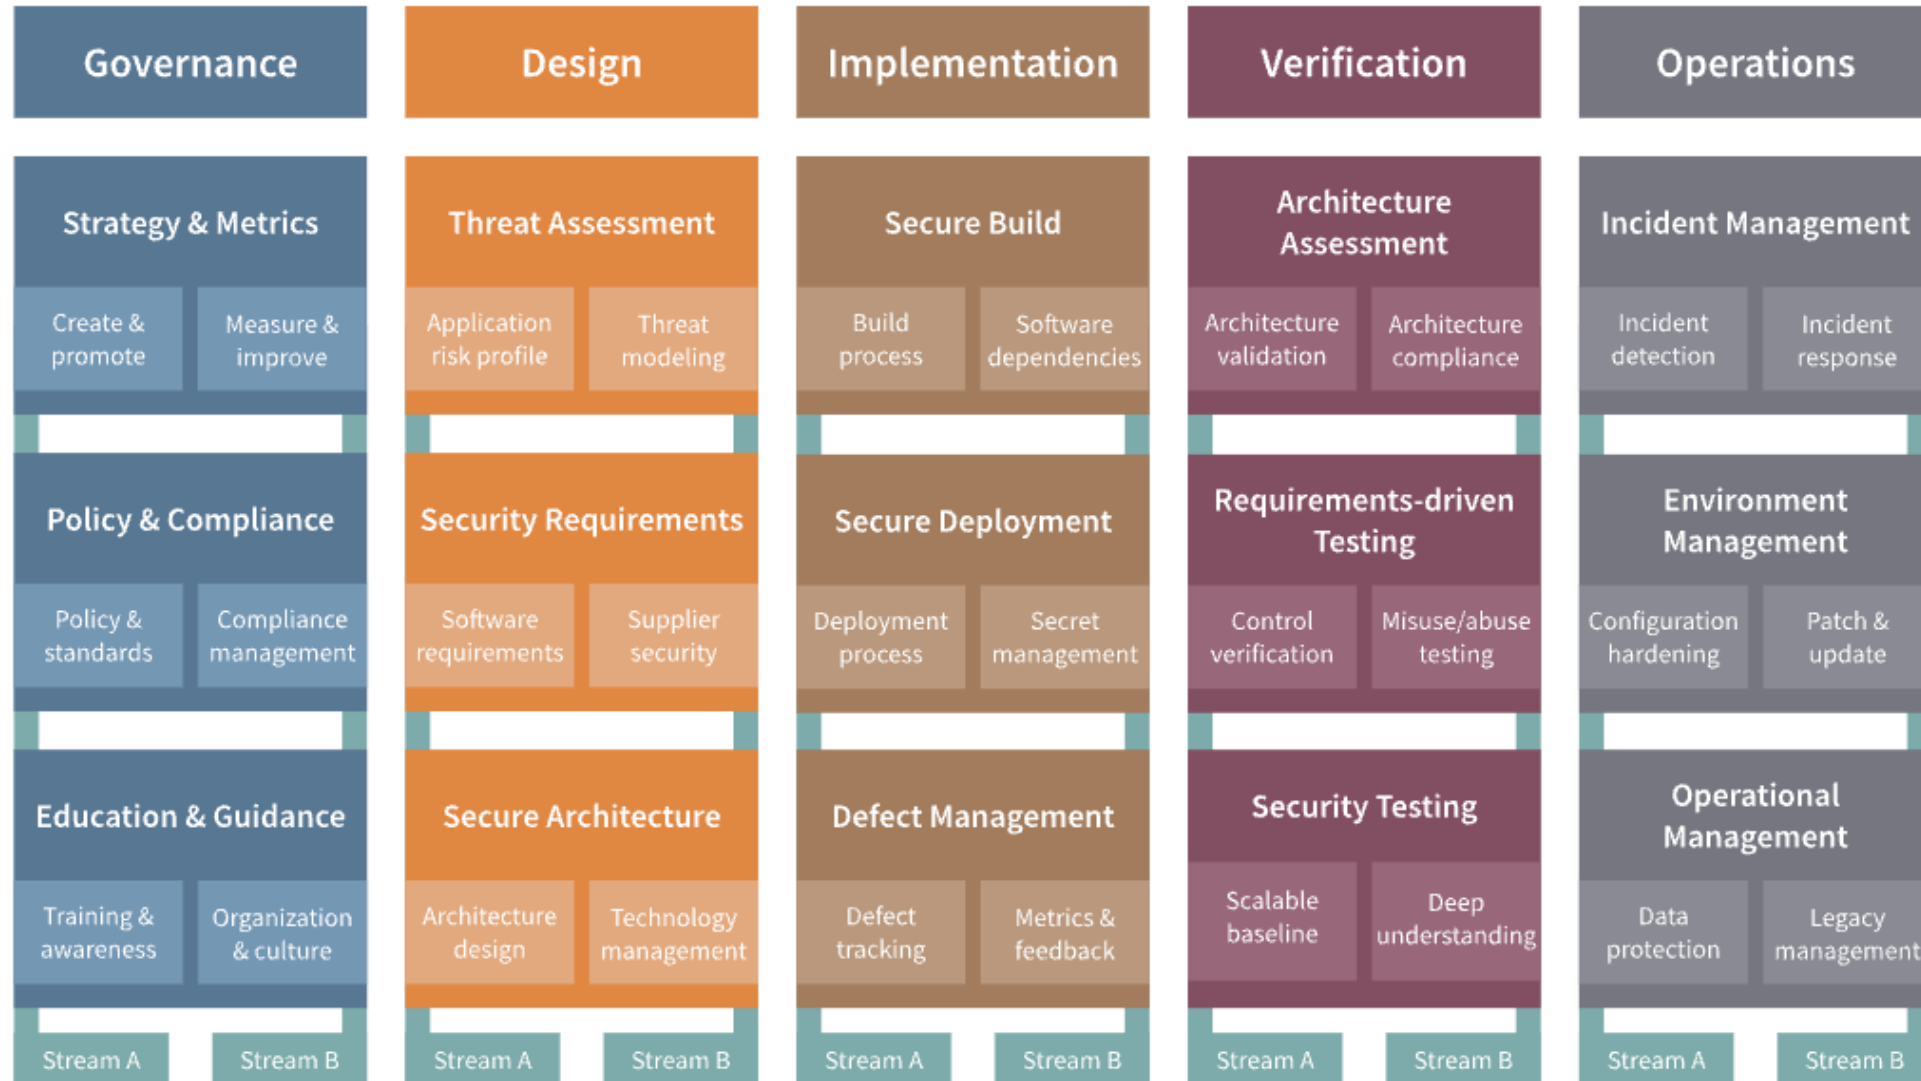 Governance
Design
Implementation
Verification
Operations
Strategy & Metrics
Create &
promote
Measure &
improve
Policy & Compliance
Policy &
standards
Compliance
management
Education & Guidance
Training &
awareness
Organization
& culture
Stream A
Stream B
Threat Assessment
Application
risk profile
Threat
modeling
Security Requirements
Software
requirements
Supplier
security
Secure Architecture
Architecture
design
Technology
management
Stream A
Stream B
Secure Build
Build
process
Software
dependencies
Secure Deployment
Deployment
process
Secret
management
Defect Management
Defect
tracking
Metrics &
feedback
Stream A
Stream B
Architecture
Assessment
Architecture
validation
Architecture
compliance
Requirements-driven
Testing
Control
verification
Misuse/abuse
testing
Security Testing
Scalable
baseline
Deep
understanding
Stream A
Stream B
Incident Management
Incident
detection
Incident
response
Environment
Management
Configuration
hardening
Patch &
update
Operational
Management
Data
protection
Legacy
management
Stream A
Stream B